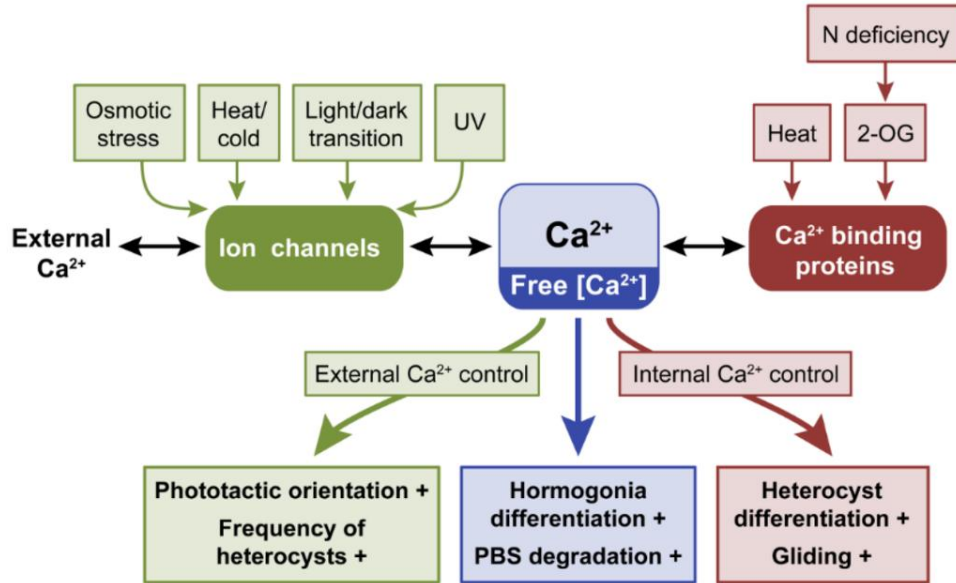 N deficiency
Osmotic
stress
Heat/
cold
Light/dark
transition
UV
Heat
2-OG
External
Ca²⁺
Ion channels
Ca²⁺
Free [Ca²⁺]
Ca²⁺ binding
proteins
External Ca²⁺ control
Internal Ca²⁺ control
Phototactic orientation +
Frequency of
heterocysts +
Hormogonia
differentiation +
PBS degradation +
Heterocyst
differentiation +
Gliding +